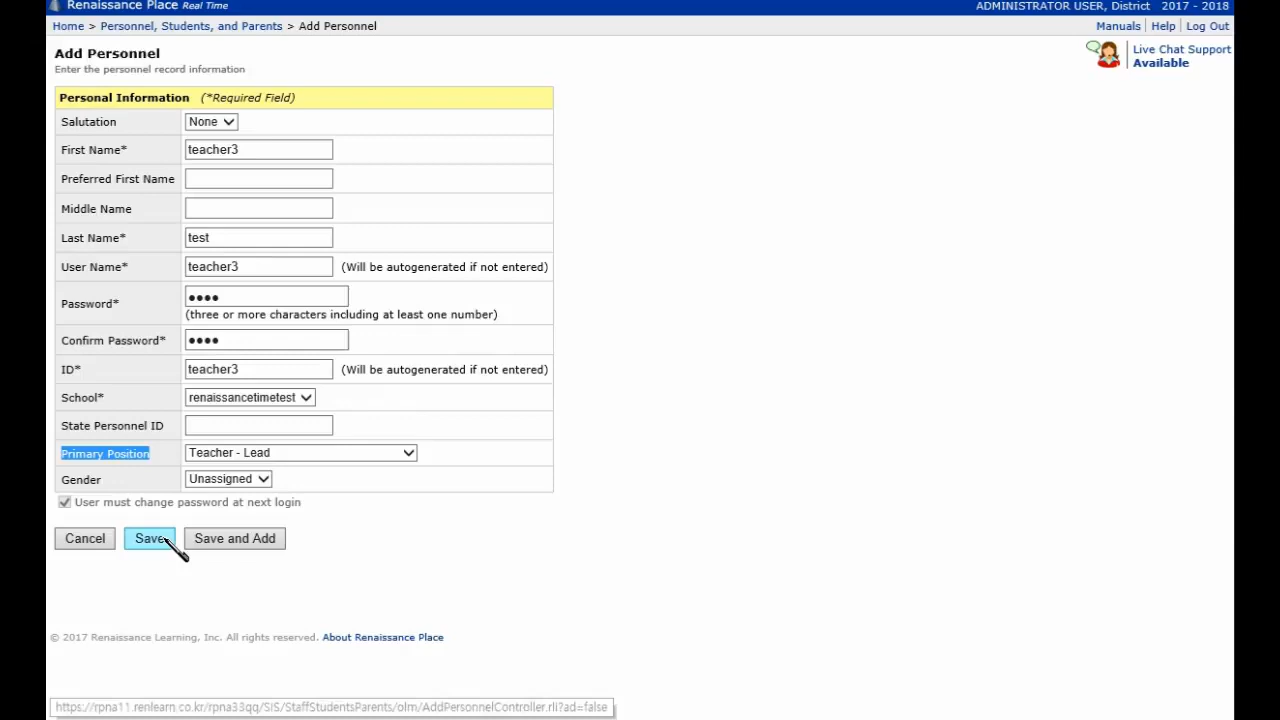 Renaissance Place Real Time
ADMINISTRATOR USER, District 2017 - 2018
Home > Personnel, Students, and Parents > Add Personnel
Manuals | Help | Log Out
Add Personnel
Enter the personnel record information
Live Chat Support
Available
Personal Information (*Required Field)
Salutation None
First Name* teacher3
Preferred First Name
Middle Name
Last Name* test
User Name* teacher3 (Will be autogenerated if not entered)
Password* ●●●●
(three or more characters including at least one number)
Confirm Password* ●●●●
ID* teacher3 (Will be autogenerated if not entered)
School* renaissancetimetest
State Personnel ID
Primary Position Teacher - Lead
Gender Unassigned
User must change password at next login
Cancel Save Save and Add
© 2017 Renaissance Learning, Inc. All rights reserved. About Renaissance Place
https://rpna11.renlearn.co.kr/rpna33qq/SIS/StaffStudentsParents/olm/AddPersonnelController.rli?ad=false